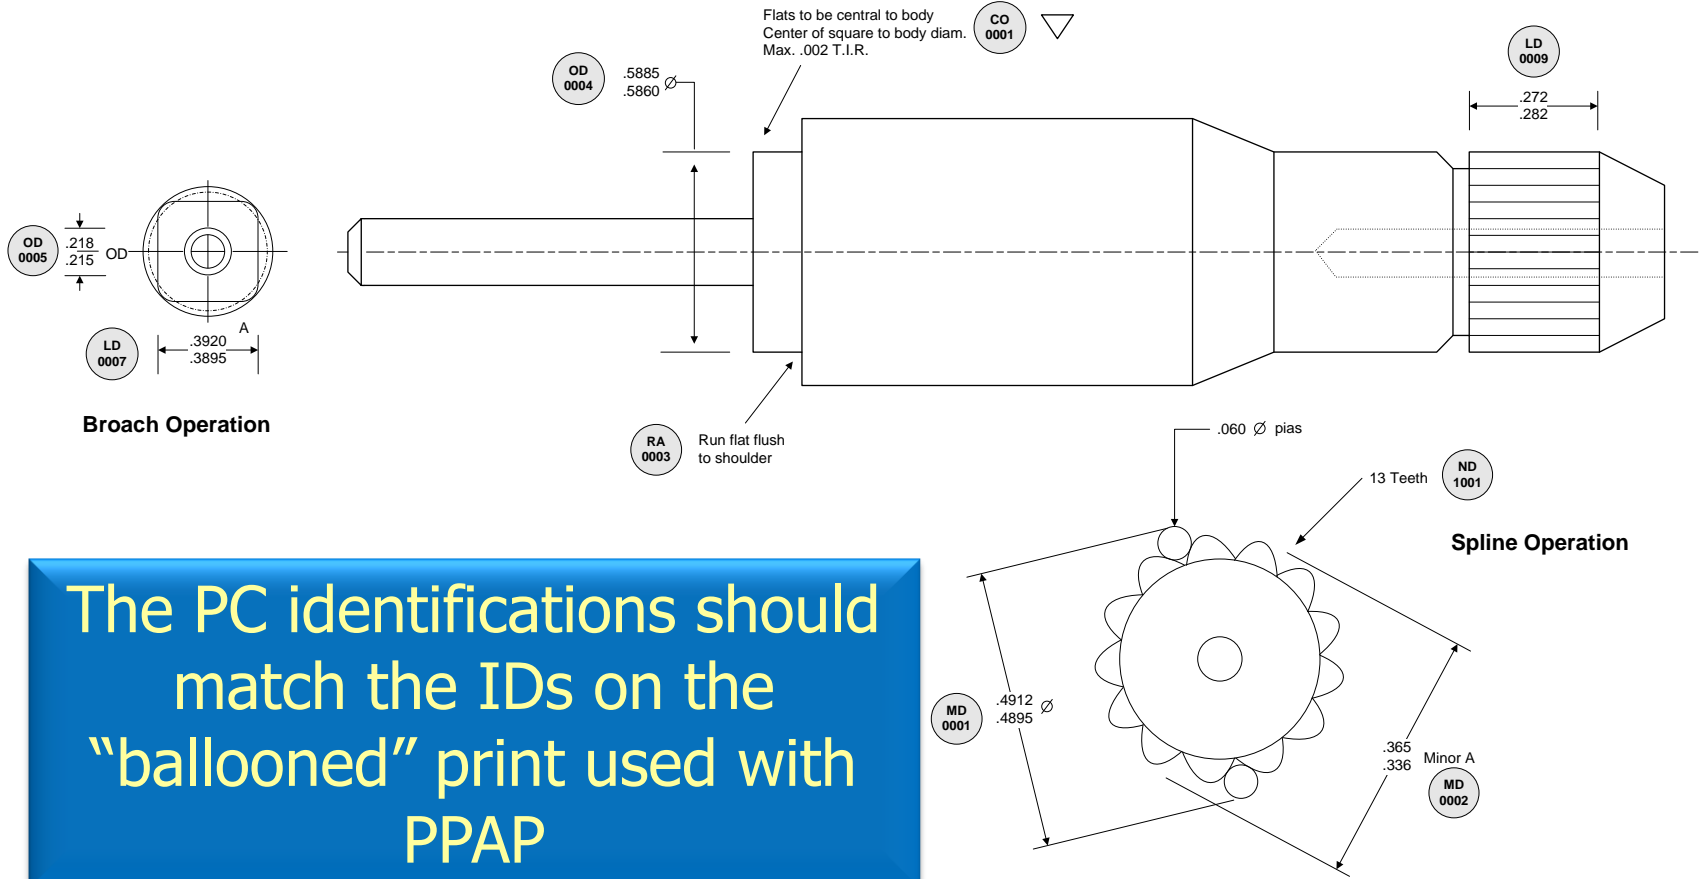 Flats to be central to body
Center of square to body diam.
Max. .002 T.I.R.
CO
0001
LD
0009
OD
0004
.5885
.5860 Ø
.272
.282
OD
0005
.218
.215
OD
A
LD
0007
.3920
.3895
Broach Operation
RA
0003
Run flat flush
to shoulder
.060 Ø pias
13 Teeth
ND
1001
Spline Operation
The PC identifications should
match the IDs on the
“ballooned” print used with
PPAP
MD
0001
.4912
.4895 Ø
.365
.336
Minor A
MD
0002